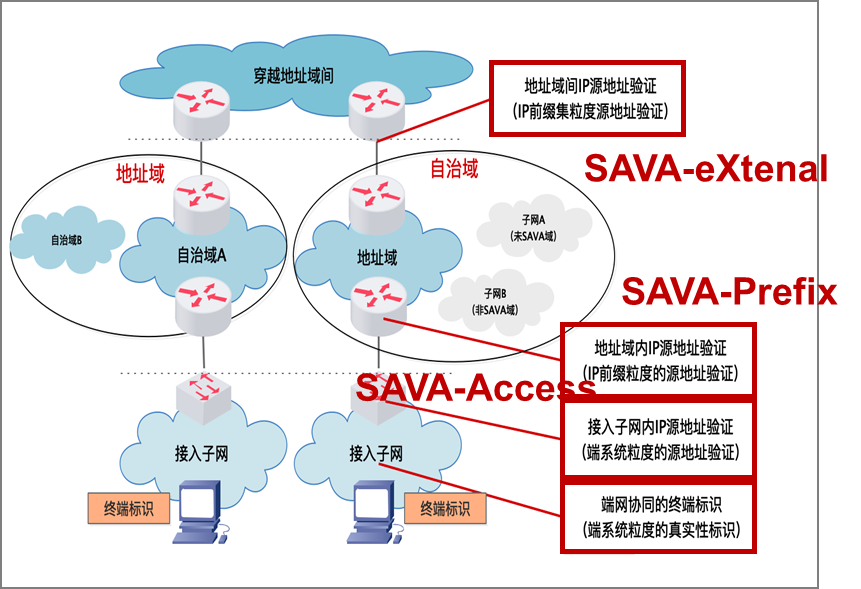 穿越地址域间
地址域间IP源地址验证
(IP前缀集粒度源地址验证)
SAVA-eXtenal
地址域
自治域
自治域B
自治域A
地址域
子网A
(未SAVA域)
子网B
(非SAVA域)
SAVA-Prefix
地址域内IP源地址验证
(IP前缀粒度的源地址验证)
SAVA-Access
接入子网内IP源地址验证
(端系统粒度的源地址验证)
接入子网
接入子网
端网协同的终端标识
(端系统粒度的真实性标识)
终端标识
终端标识